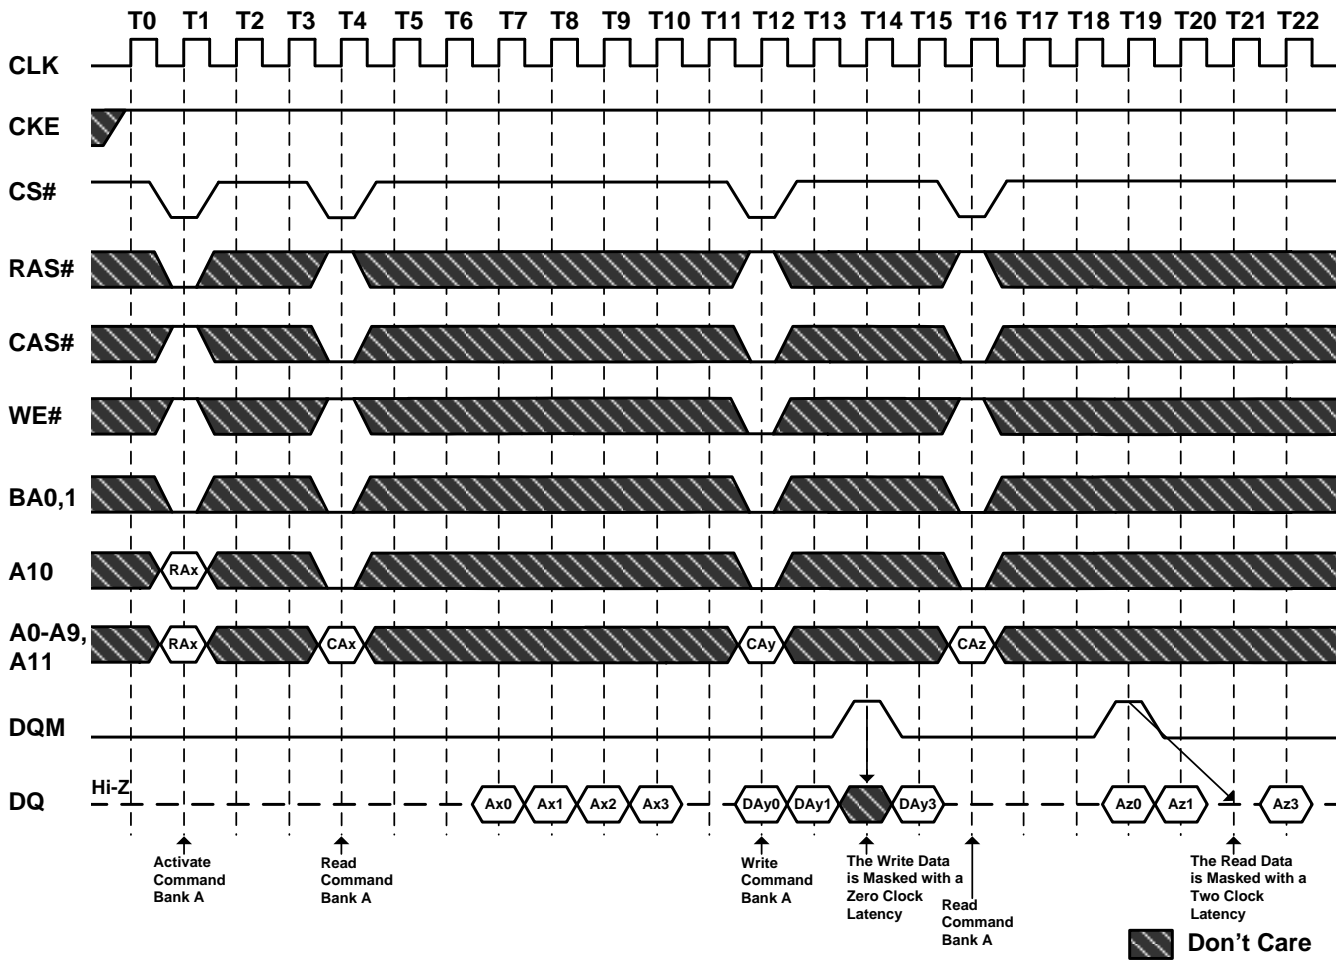 T0 T1 T2 T3 T4 T5 T6 T7 T8 T9 T10 T11 T12 T13 T14 T15 T16 T17 T18 T19 T20 T21 T22
CLK
CKE
CS#
RAS#
CAS#
WE#
BA0,1
A10
RAx
A0-A9,
A11
RAx CAx CAy CAz
DQM
Hi-Z
DQ
Ax0 Ax1 Ax2 Ax3 DAy0 DAy1 DAy3 Az0 Az1 Az3
Activate
Command
Bank A
Read
Command
Bank A
Write
Command
Bank A
The Write Data
is Masked with a
Zero Clock
Latency
Read
Command
Bank A
The Read Data
is Masked with a
Two Clock
Latency
Don't Care